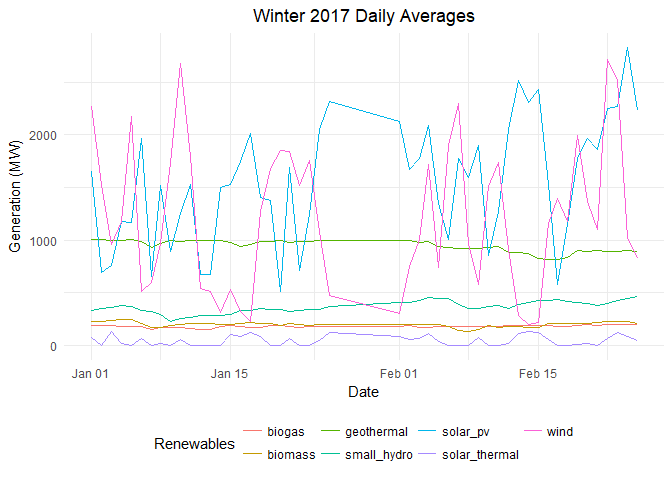 Winter 2017 Daily Averages
Generation (MW)
2000
1000
0
Jan 01 Jan 15 Feb 01 Feb 15
Date
Renewables
biogas geothermal solar_pv wind
biomass small_hydro solar_thermal